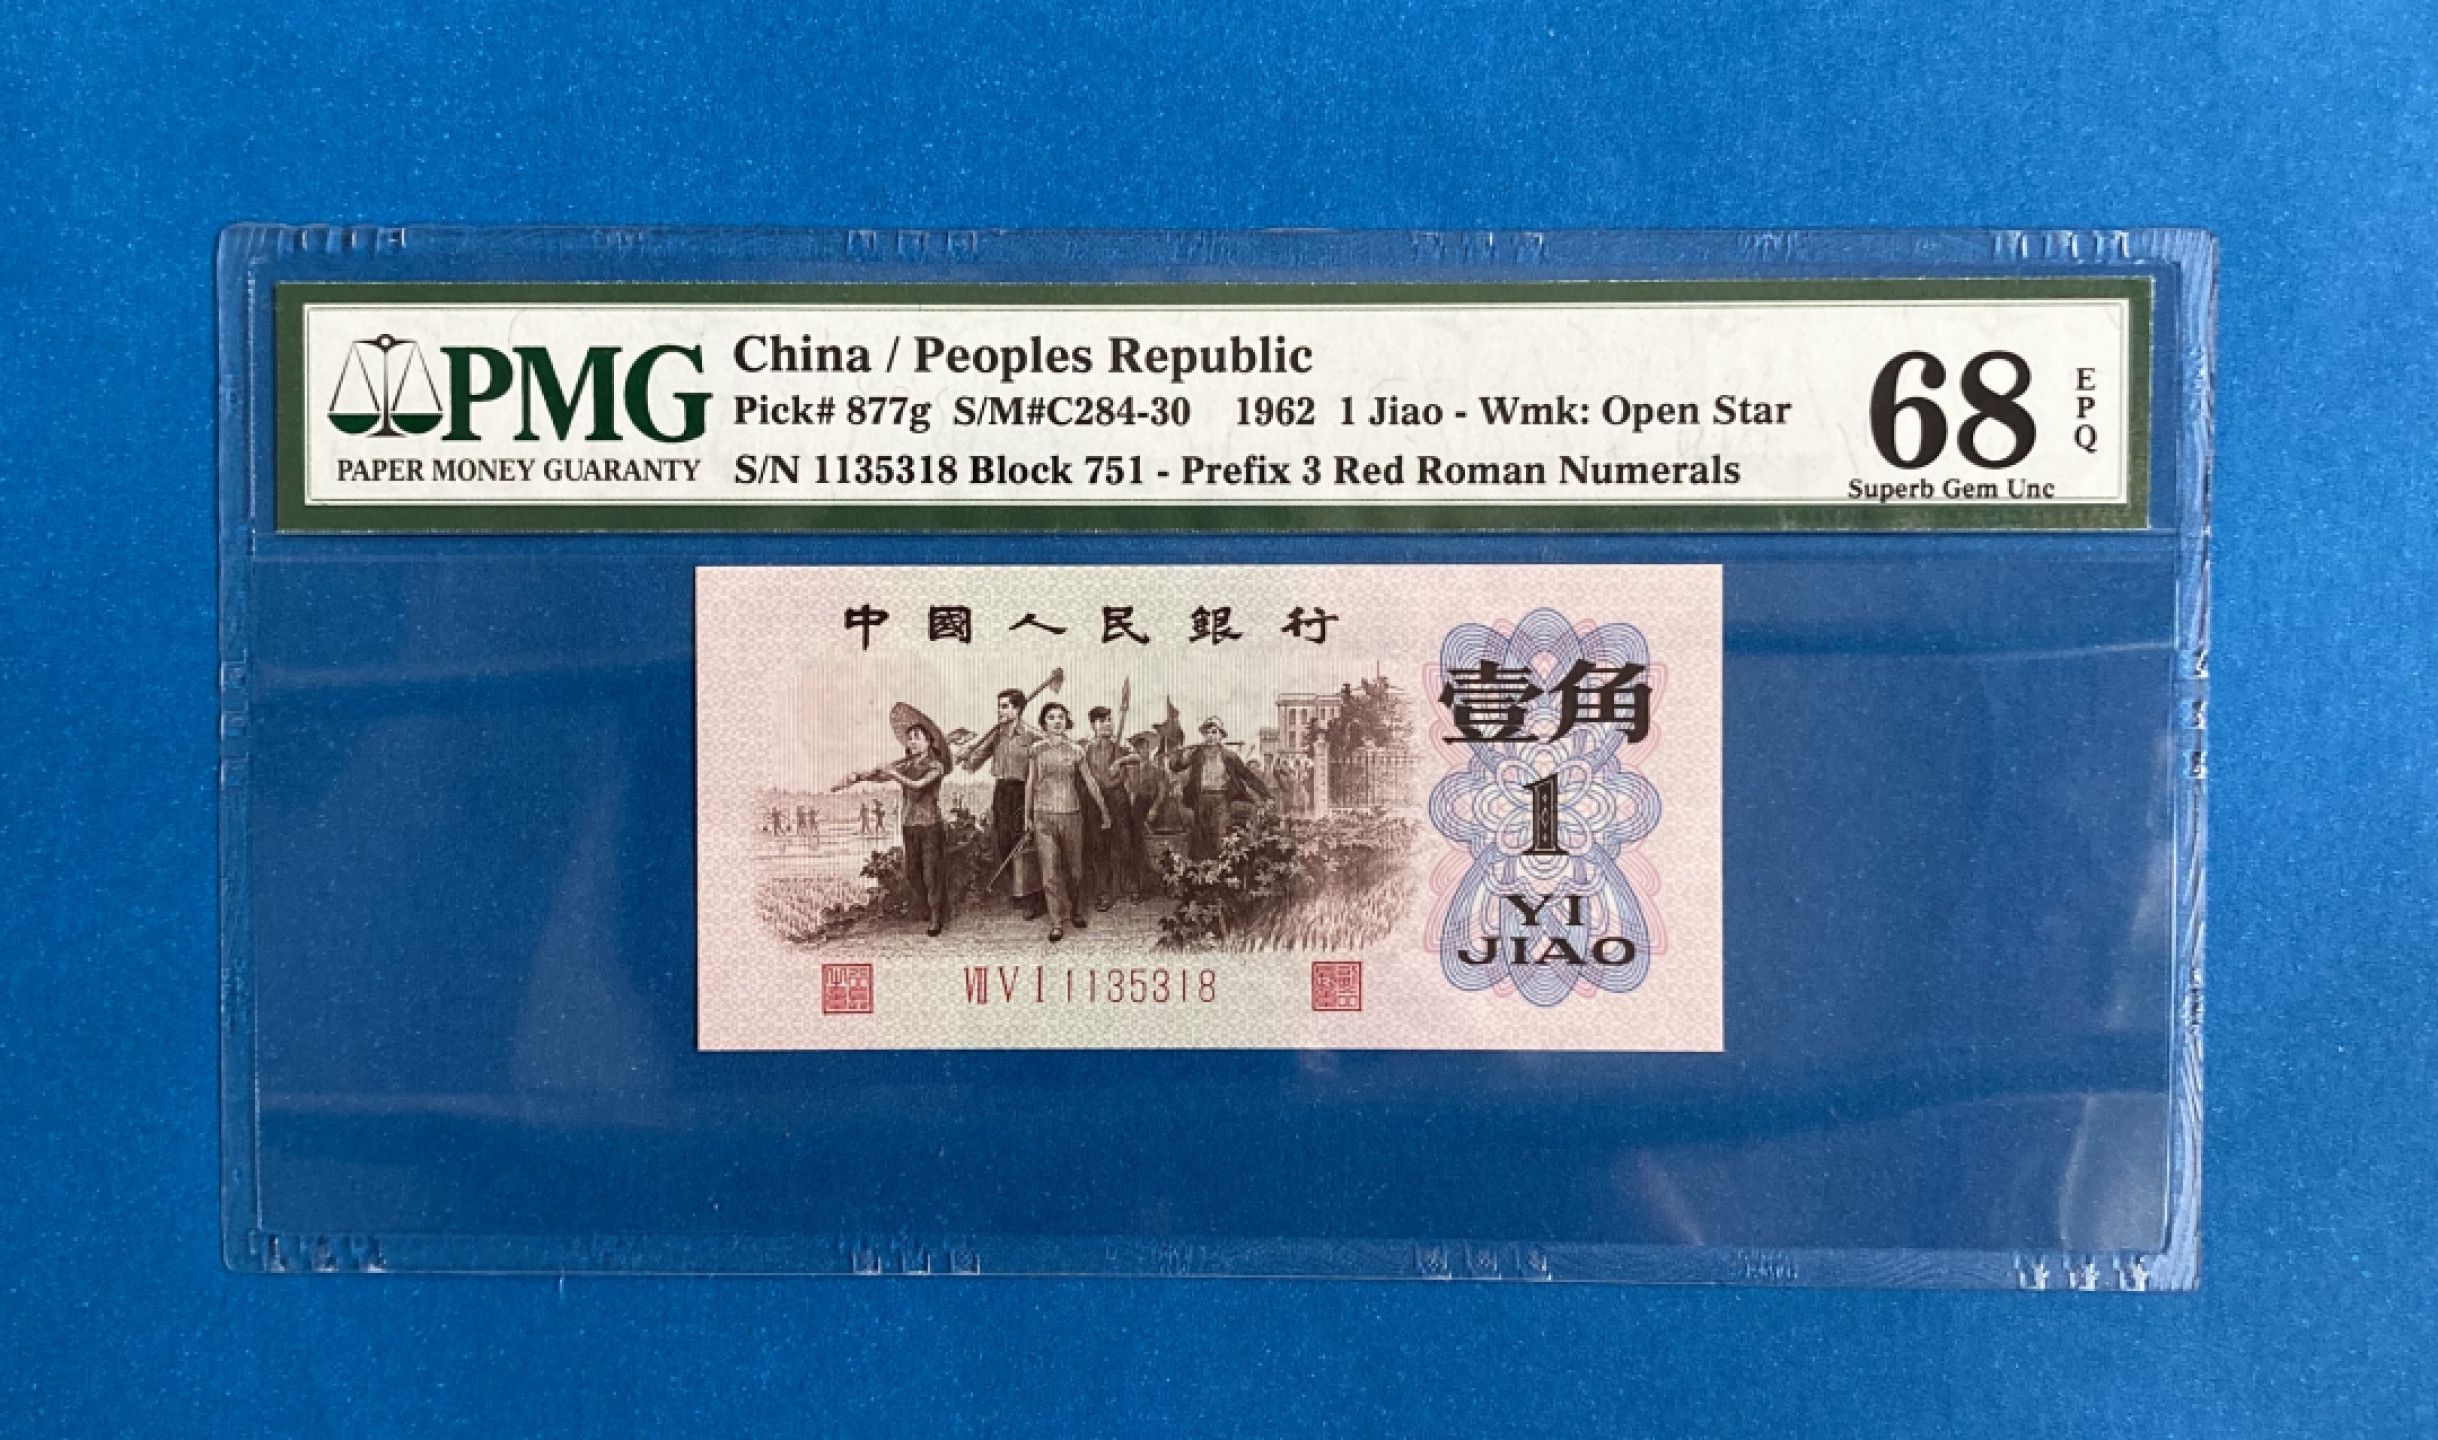 PMG
PAPER MONEY GUARANTY
China / Peoples Republic
Pick# 877g S/M#C284-30 1962 1 Jiao - Wmk: Open Star
S/N 1135318 Block 751 - Prefix 3 Red Roman Numerals
68
EPQ
Superb Gem Unc
中國人民銀行
壹角
1
YI
JIAO
Ⅶ Ⅴ Ⅰ 1135318